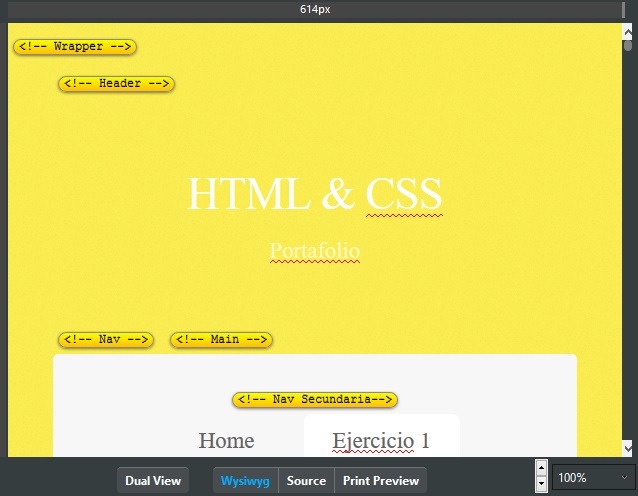 614px
<!-- Wrapper -->
<!-- Header -->
HTML & CSS
Portafolio
<!-- Nav --> <!-- Main -->
<!-- Nav Secundaria-->
Home Ejercicio 1
Dual View Wysiwyg Source Print Preview 100%